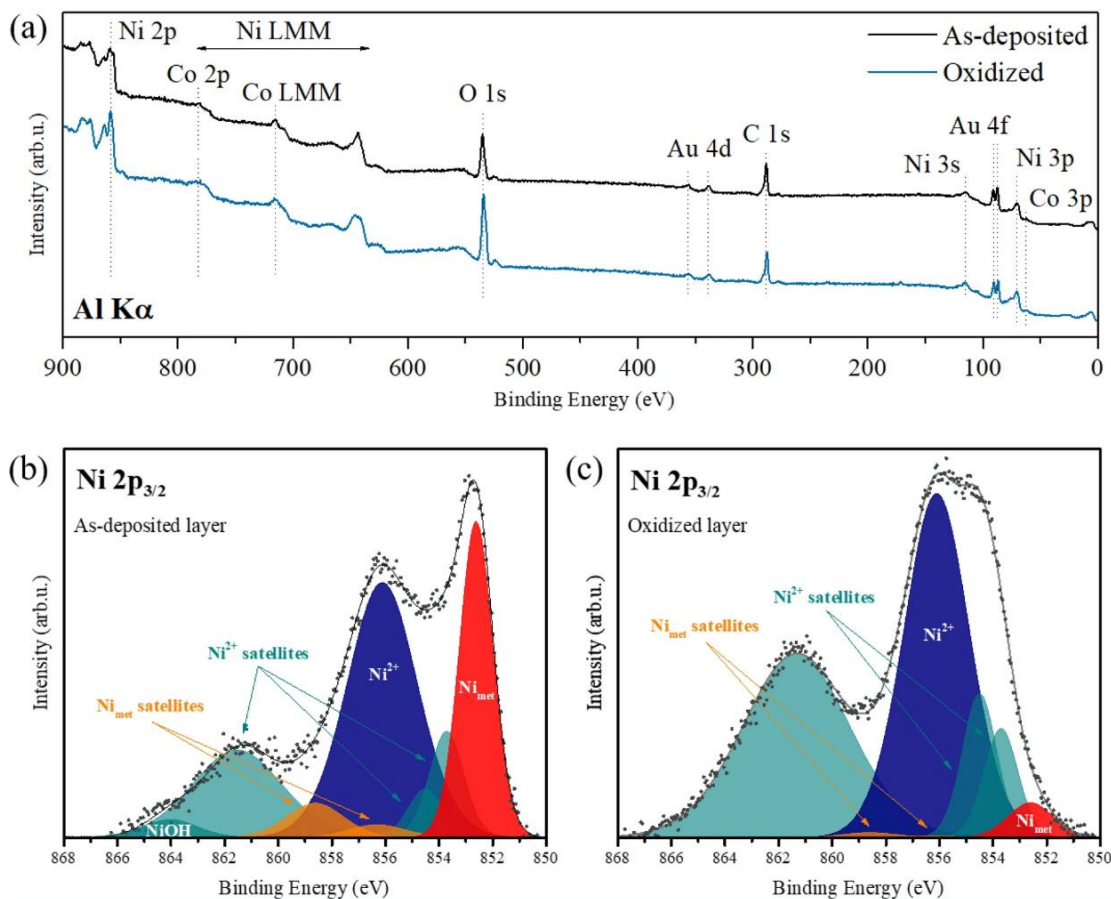 (a)
Ni 2p
Ni LMM
As-deposited
Oxidized
Co 2p
Co LMM
O 1s
Au 4d
C 1s
Ni 3s
Au 4f
Ni 3p
Co 3p
Intensity (arb.u.)
Al Kα
900 800 700 600 500 400 300 200 100 0
Binding Energy (eV)
(b)
Ni 2p₃/₂
As-deposited layer
Intensity (arb.u.)
Ni²⁺ satellites
Ni_met satellites
Ni²⁺
Ni_met
NiOH
868 866 864 862 860 858 856 854 852 850
Binding Energy (eV)
(c)
Ni 2p₃/₂
Oxidized layer
Intensity (arb.u.)
Ni²⁺ satellites
Ni_met satellites
Ni²⁺
Ni_met
868 866 864 862 860 858 856 854 852 850
Binding Energy (eV)